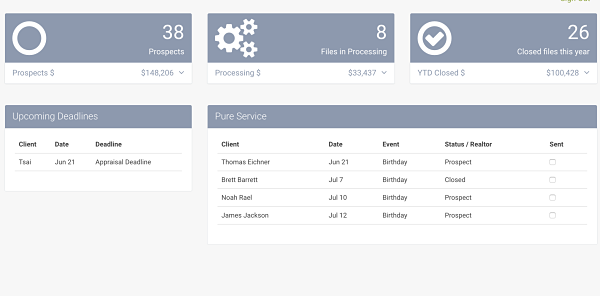 38
Prospects
Prospects $ $148,206
8
Files in Processing
Processing $ $33,437
26
Closed files this year
YTD Closed $ $100,428
Upcoming Deadlines
Client Date Deadline
Tsai Jun 21 Appraisal Deadline
Pure Service
Client Date Event Status / Realtor Sent
Thomas Eichner Jun 21 Birthday Prospect
Brett Barrett Jul 7 Birthday Closed
Noah Rael Jul 10 Birthday Prospect
James Jackson Jul 12 Birthday Prospect